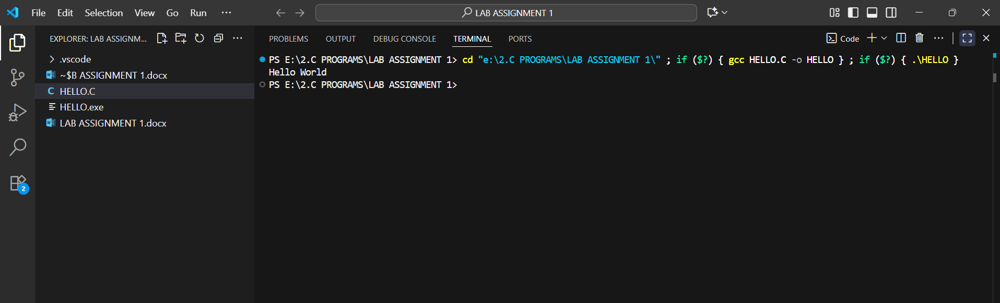 File Edit Selection View Go Run ··· LAB ASSIGNMENT 1
EXPLORER: LAB ASSIGNM...
.vscode
~$B ASSIGNMENT 1.docx
C HELLO.C
HELLO.exe
LAB ASSIGNMENT 1.docx
2
PROBLEMS OUTPUT DEBUG CONSOLE TERMINAL PORTS
Code
PS E:\2.C PROGRAMS\LAB ASSIGNMENT 1> cd "e:\2.C PROGRAMS\LAB ASSIGNMENT 1\" ; if ($?) { gcc HELLO.C -o HELLO } ; if ($?) { .\HELLO }
Hello World
PS E:\2.C PROGRAMS\LAB ASSIGNMENT 1>